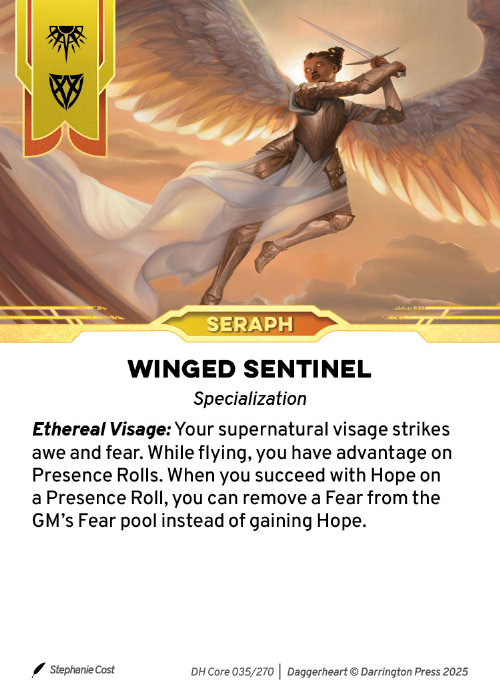 SERAPH
WINGED SENTINEL
Specialization
Ethereal Visage: Your supernatural visage strikes
awe and fear. While flying, you have advantage on
Presence Rolls. When you succeed with Hope on
a Presence Roll, you can remove a Fear from the
GM's Fear pool instead of gaining Hope.
Stephanie Cost
DH Core 035/270 | Daggerheart © Darrington Press 2025